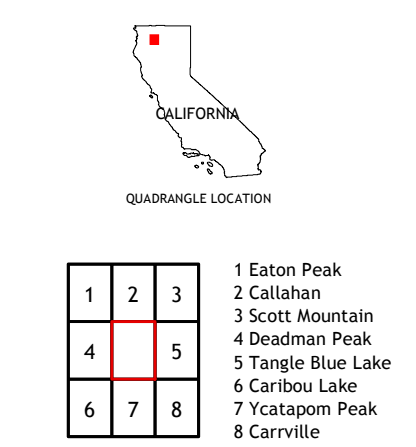 CALIFORNIA
QUADRANGLE LOCATION
1 2 3
4 5
6 7 8
1 Eaton Peak
2 Callahan
3 Scott Mountain
4 Deadman Peak
5 Tangle Blue Lake
6 Caribou Lake
7 Ycatapom Peak
8 Carrville